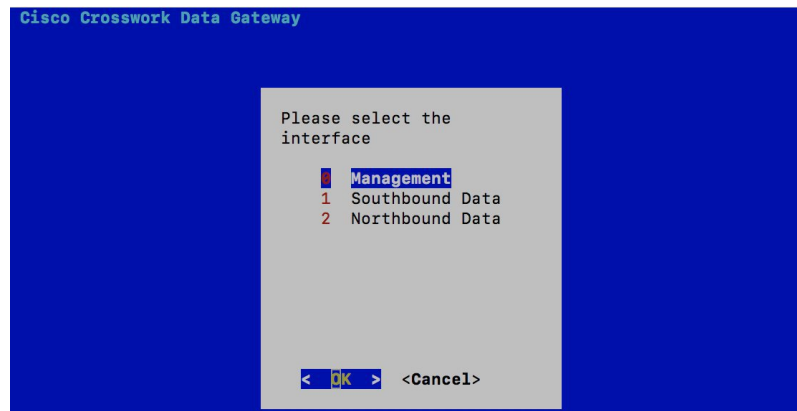 Cisco Crosswork Data Gateway
Please select the
interface
0 Management
1 Southbound Data
2 Northbound Data
< OK > <Cancel>